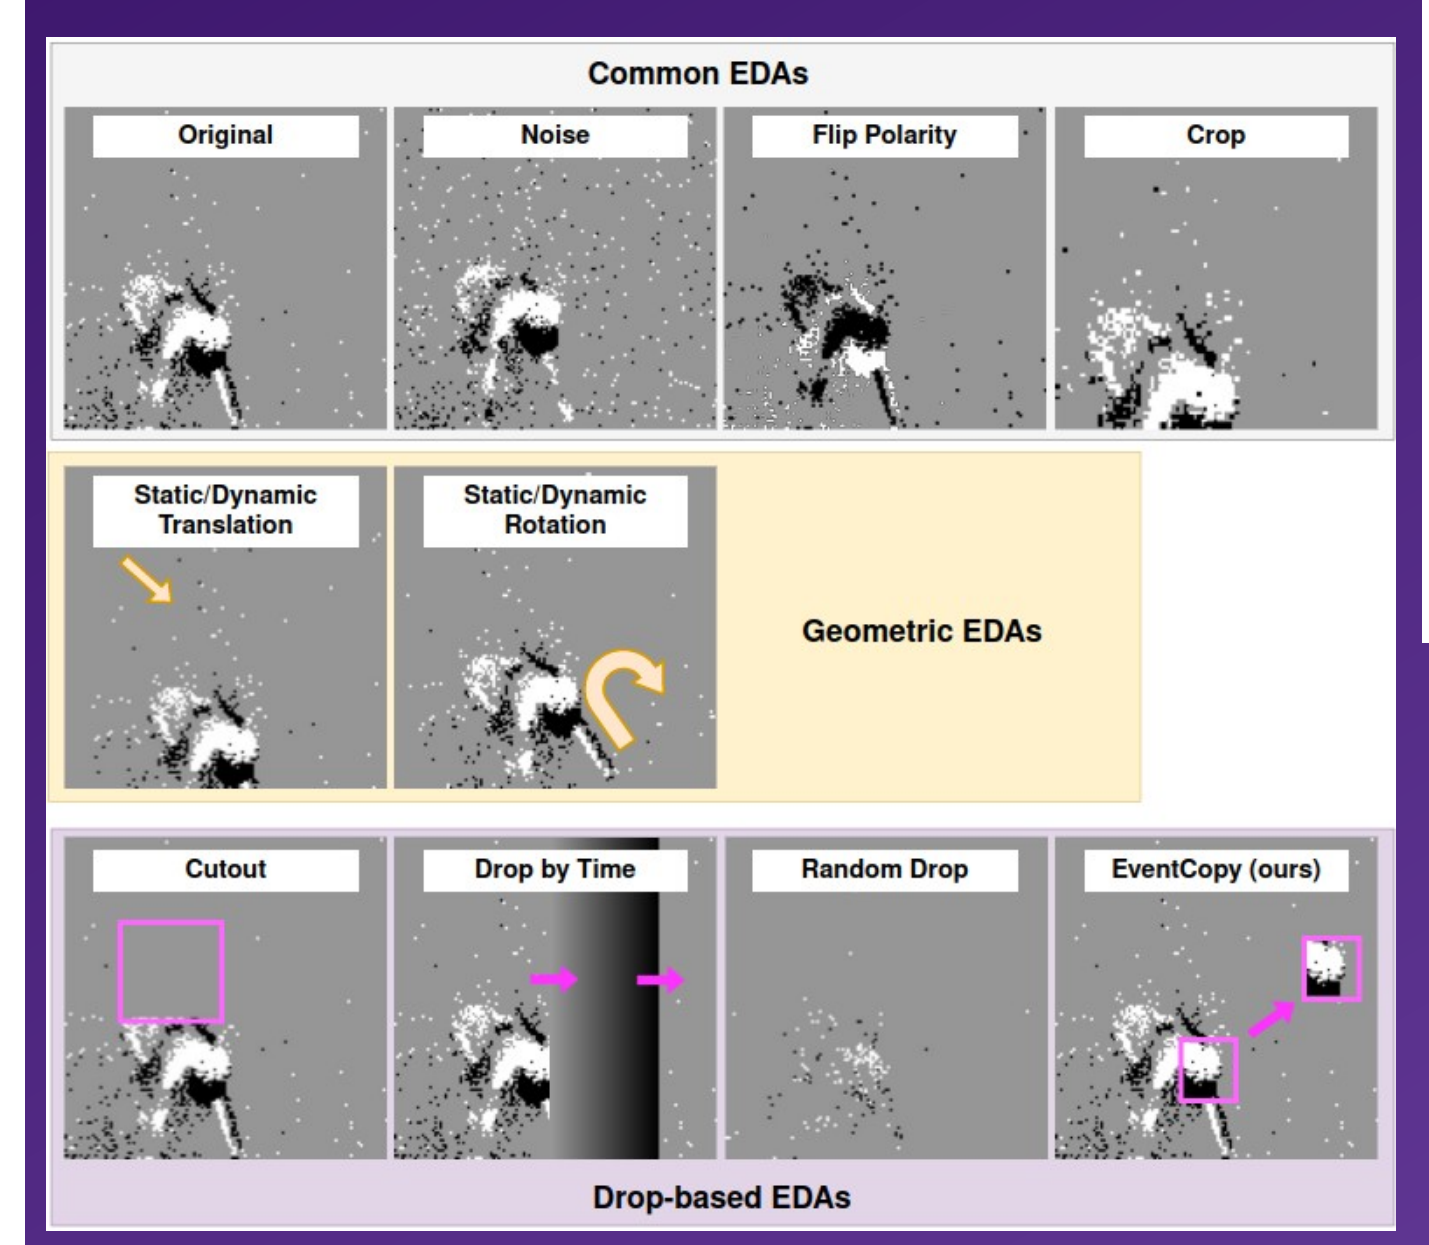 Common EDAs
Original
Noise
Flip Polarity
Crop
Static/Dynamic
Translation
Static/Dynamic
Rotation
Geometric EDAs
Cutout
Drop by Time
Random Drop
EventCopy (ours)
Drop-based EDAs